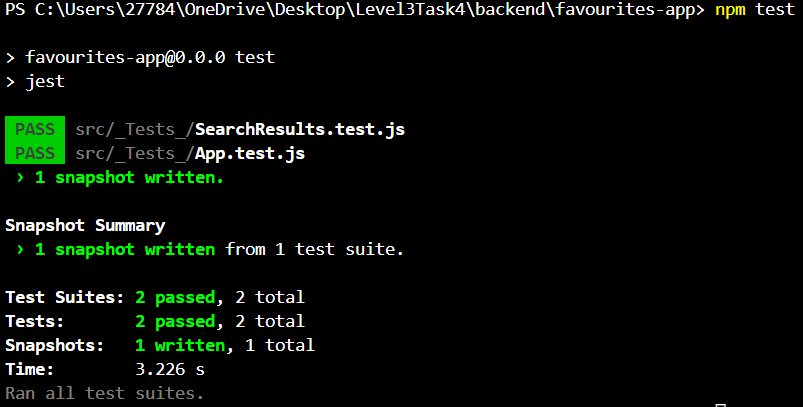 PS C:\Users\27784\OneDrive\Desktop\Level3Task4\backend\favourites-app> npm test
> favourites-app@0.0.0 test
> jest
PASS src/_Tests_/SearchResults.test.js
PASS src/_Tests_/App.test.js
› 1 snapshot written.
Snapshot Summary
› 1 snapshot written from 1 test suite.
Test Suites: 2 passed, 2 total
Tests: 2 passed, 2 total
Snapshots: 1 written, 1 total
Time: 3.226 s
Ran all test suites.